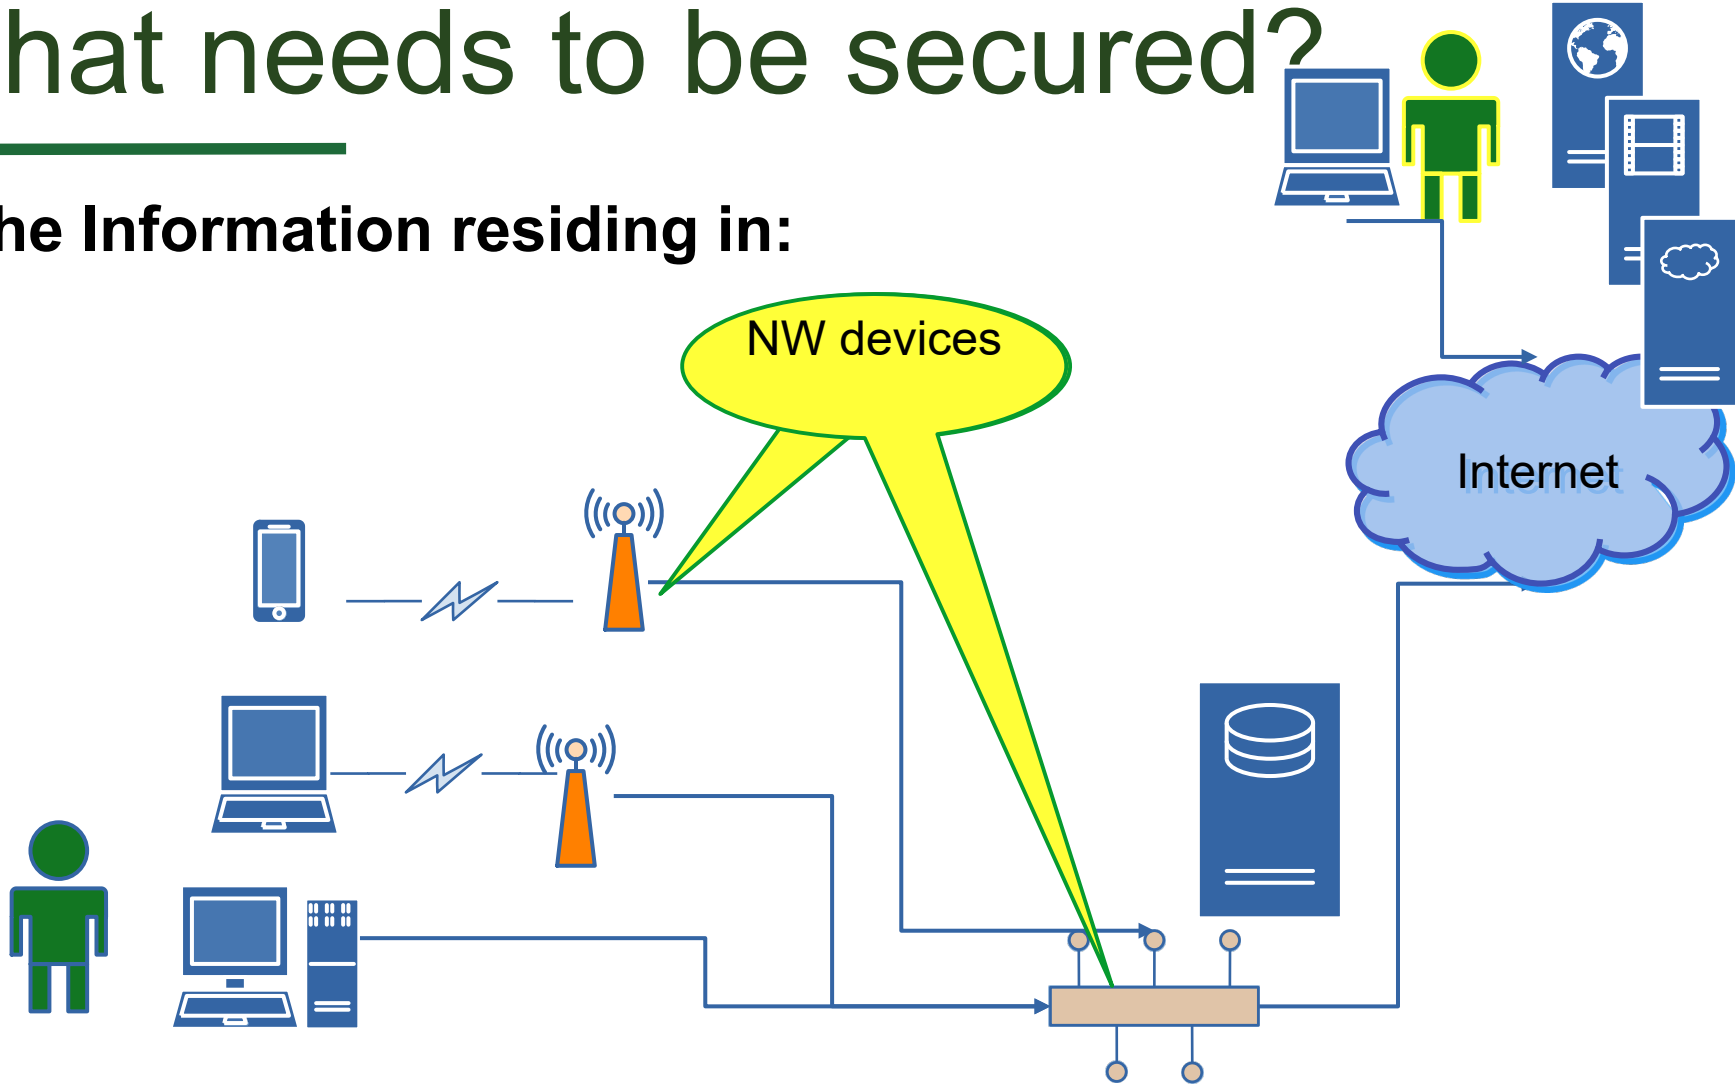 hat needs to be secured?
he Information residing in:
NW devices
Internet